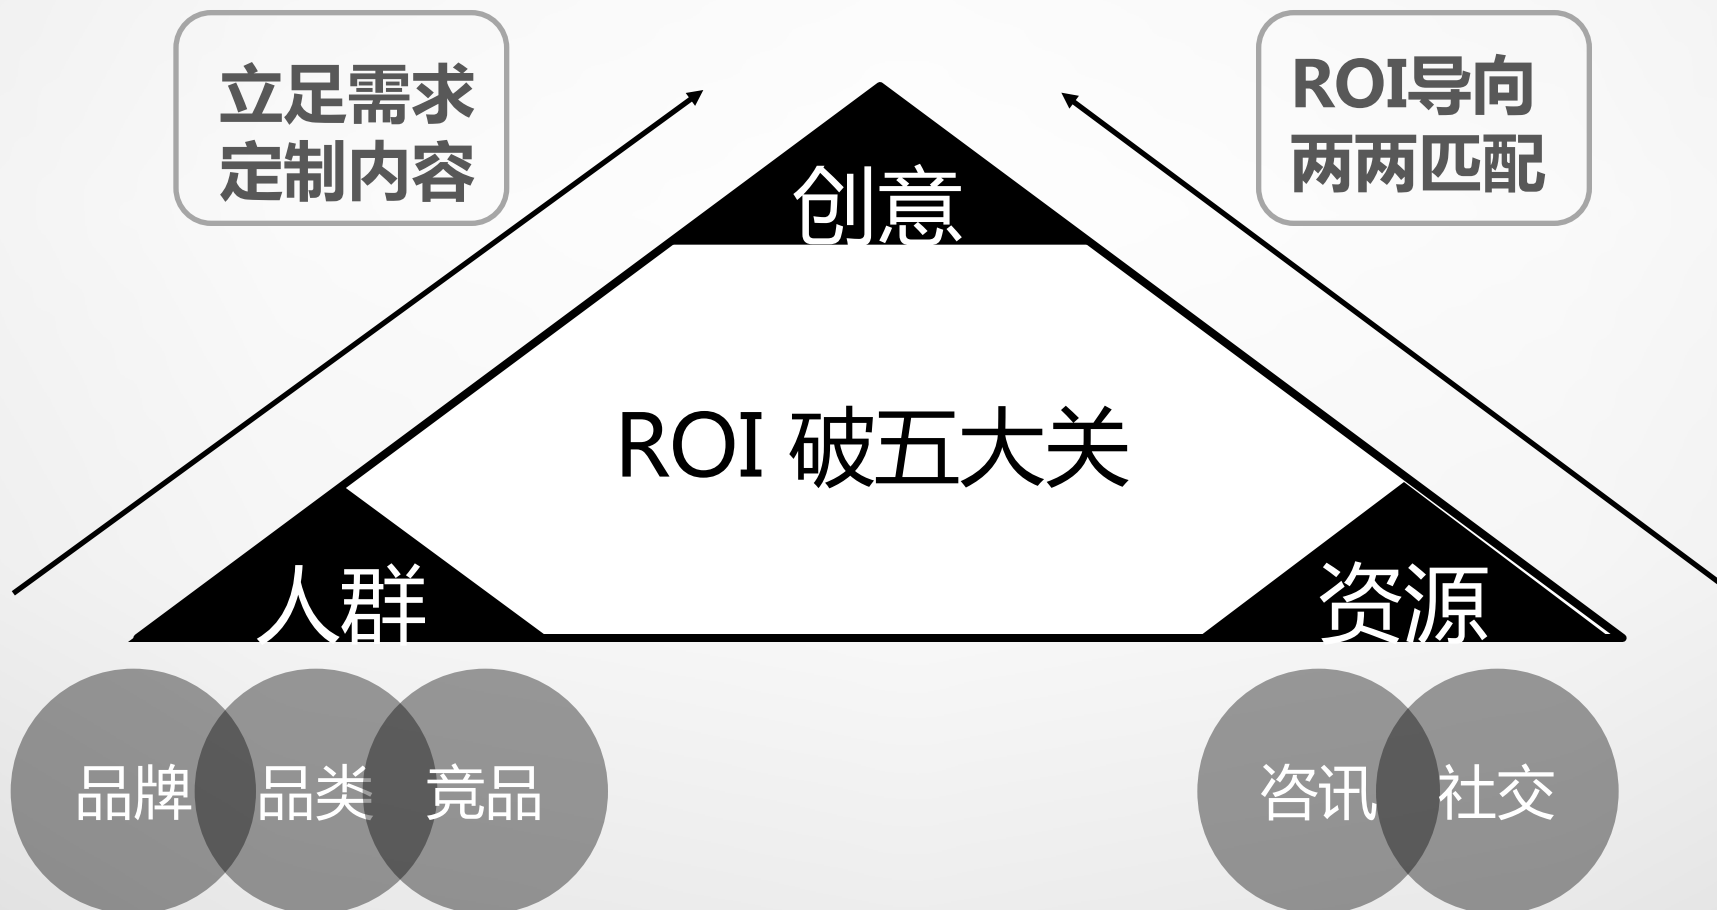 立足需求
定制内容
ROI导向
两两匹配
创意
ROI 破五大关
人群
资源
品牌
品类
竞品
咨讯
社交